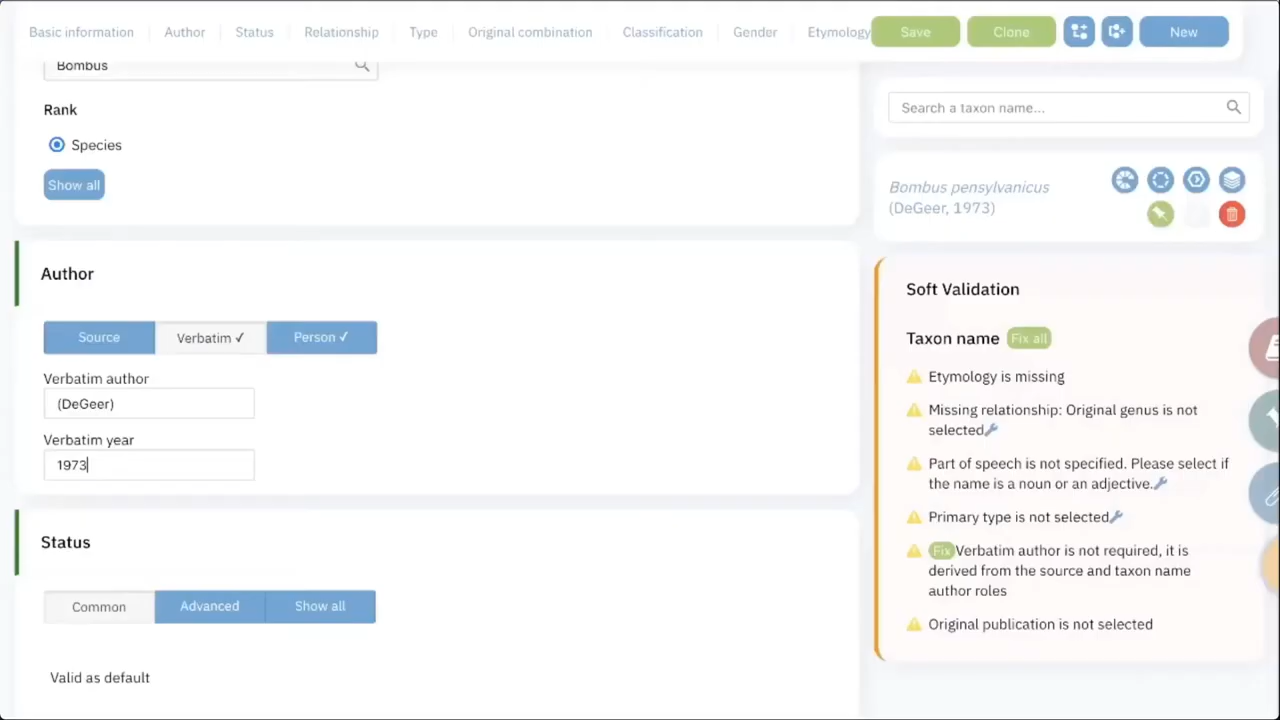 Basic information
Author
Status
Relationship
Type
Original combination
Classification
Gender
Etymology
Save
Clone
New
Bombus
Rank
Species
Show all
Author
Source
Verbatim ✓
Person ✓
Verbatim author
(DeGeer)
Verbatim year
1973
Status
Common
Advanced
Show all
Valid as default
Search a taxon name...
Bombus pensylvanicus
(DeGeer, 1973)
Soft Validation
Taxon name Fix all
Etymology is missing
Missing relationship: Original genus is not
selected
Part of speech is not specified. Please select if
the name is a noun or an adjective.
Primary type is not selected
Fix Verbatim author is not required, it is
derived from the source and taxon name
author roles
Original publication is not selected